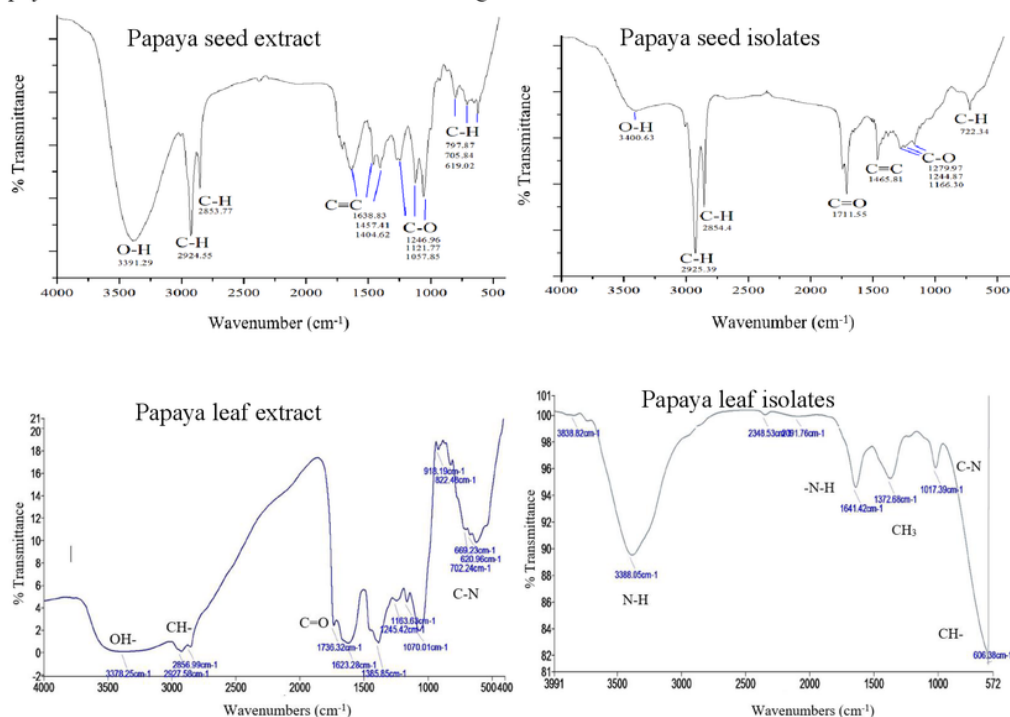 Papaya seed extract
% Transmittance
O-H
3391.29
C-H
2924.55
C-H
2853.77
C=C
1638.83
1457.41
1404.62
C-O
1246.96
1121.77
1057.85
C-H
797.87
705.84
619.02
4000 3500 3000 2500 2000 1500 1000 500
Wavenumber (cm-1)
Papaya seed isolates
% Transmittance
O-H
3400.63
C-H
2925.39
C-H
2854.4
C=O
1711.55
C=C
1465.81
C-O
1279.97
1244.87
1166.30
C-H
722.34
4000 3500 3000 2500 2000 1500 1000 500
Wavenumber (cm-1)
Papaya leaf extract
% Transmittance
21
20
18
16
14
12
10
8
6
4
2
0
-2
-4
OH-
3378.25cm-1
CH-
2856.99cm-1
2927.58cm-1
C=O
1736.32cm-1
1623.28cm-1
1385.85cm-1
1163.63cm-1
1245.42cm-1
1070.01cm-1
918.19cm-1
822.48cm-1
669.23cm-1
620.96cm-1
702.24cm-1
C-N
4000 3500 3000 2500 2000 1500 1000 500400
Wavenumbers (cm-1)
Papaya leaf isolates
% Transmittance
101
100
98
96
94
92
90
88
86
84
82
81
3838.82cm-1
3388.05cm-1
N-H
2348.53cm-1
2091.76cm-1
-N-H
1641.42cm-1
1372.68cm-1
CH3
C-N
1017.39cm-1
CH-
606.38cm-1
3991 3500 3000 2500 2000 1500 1000 572
Wavenumbers (cm-1)